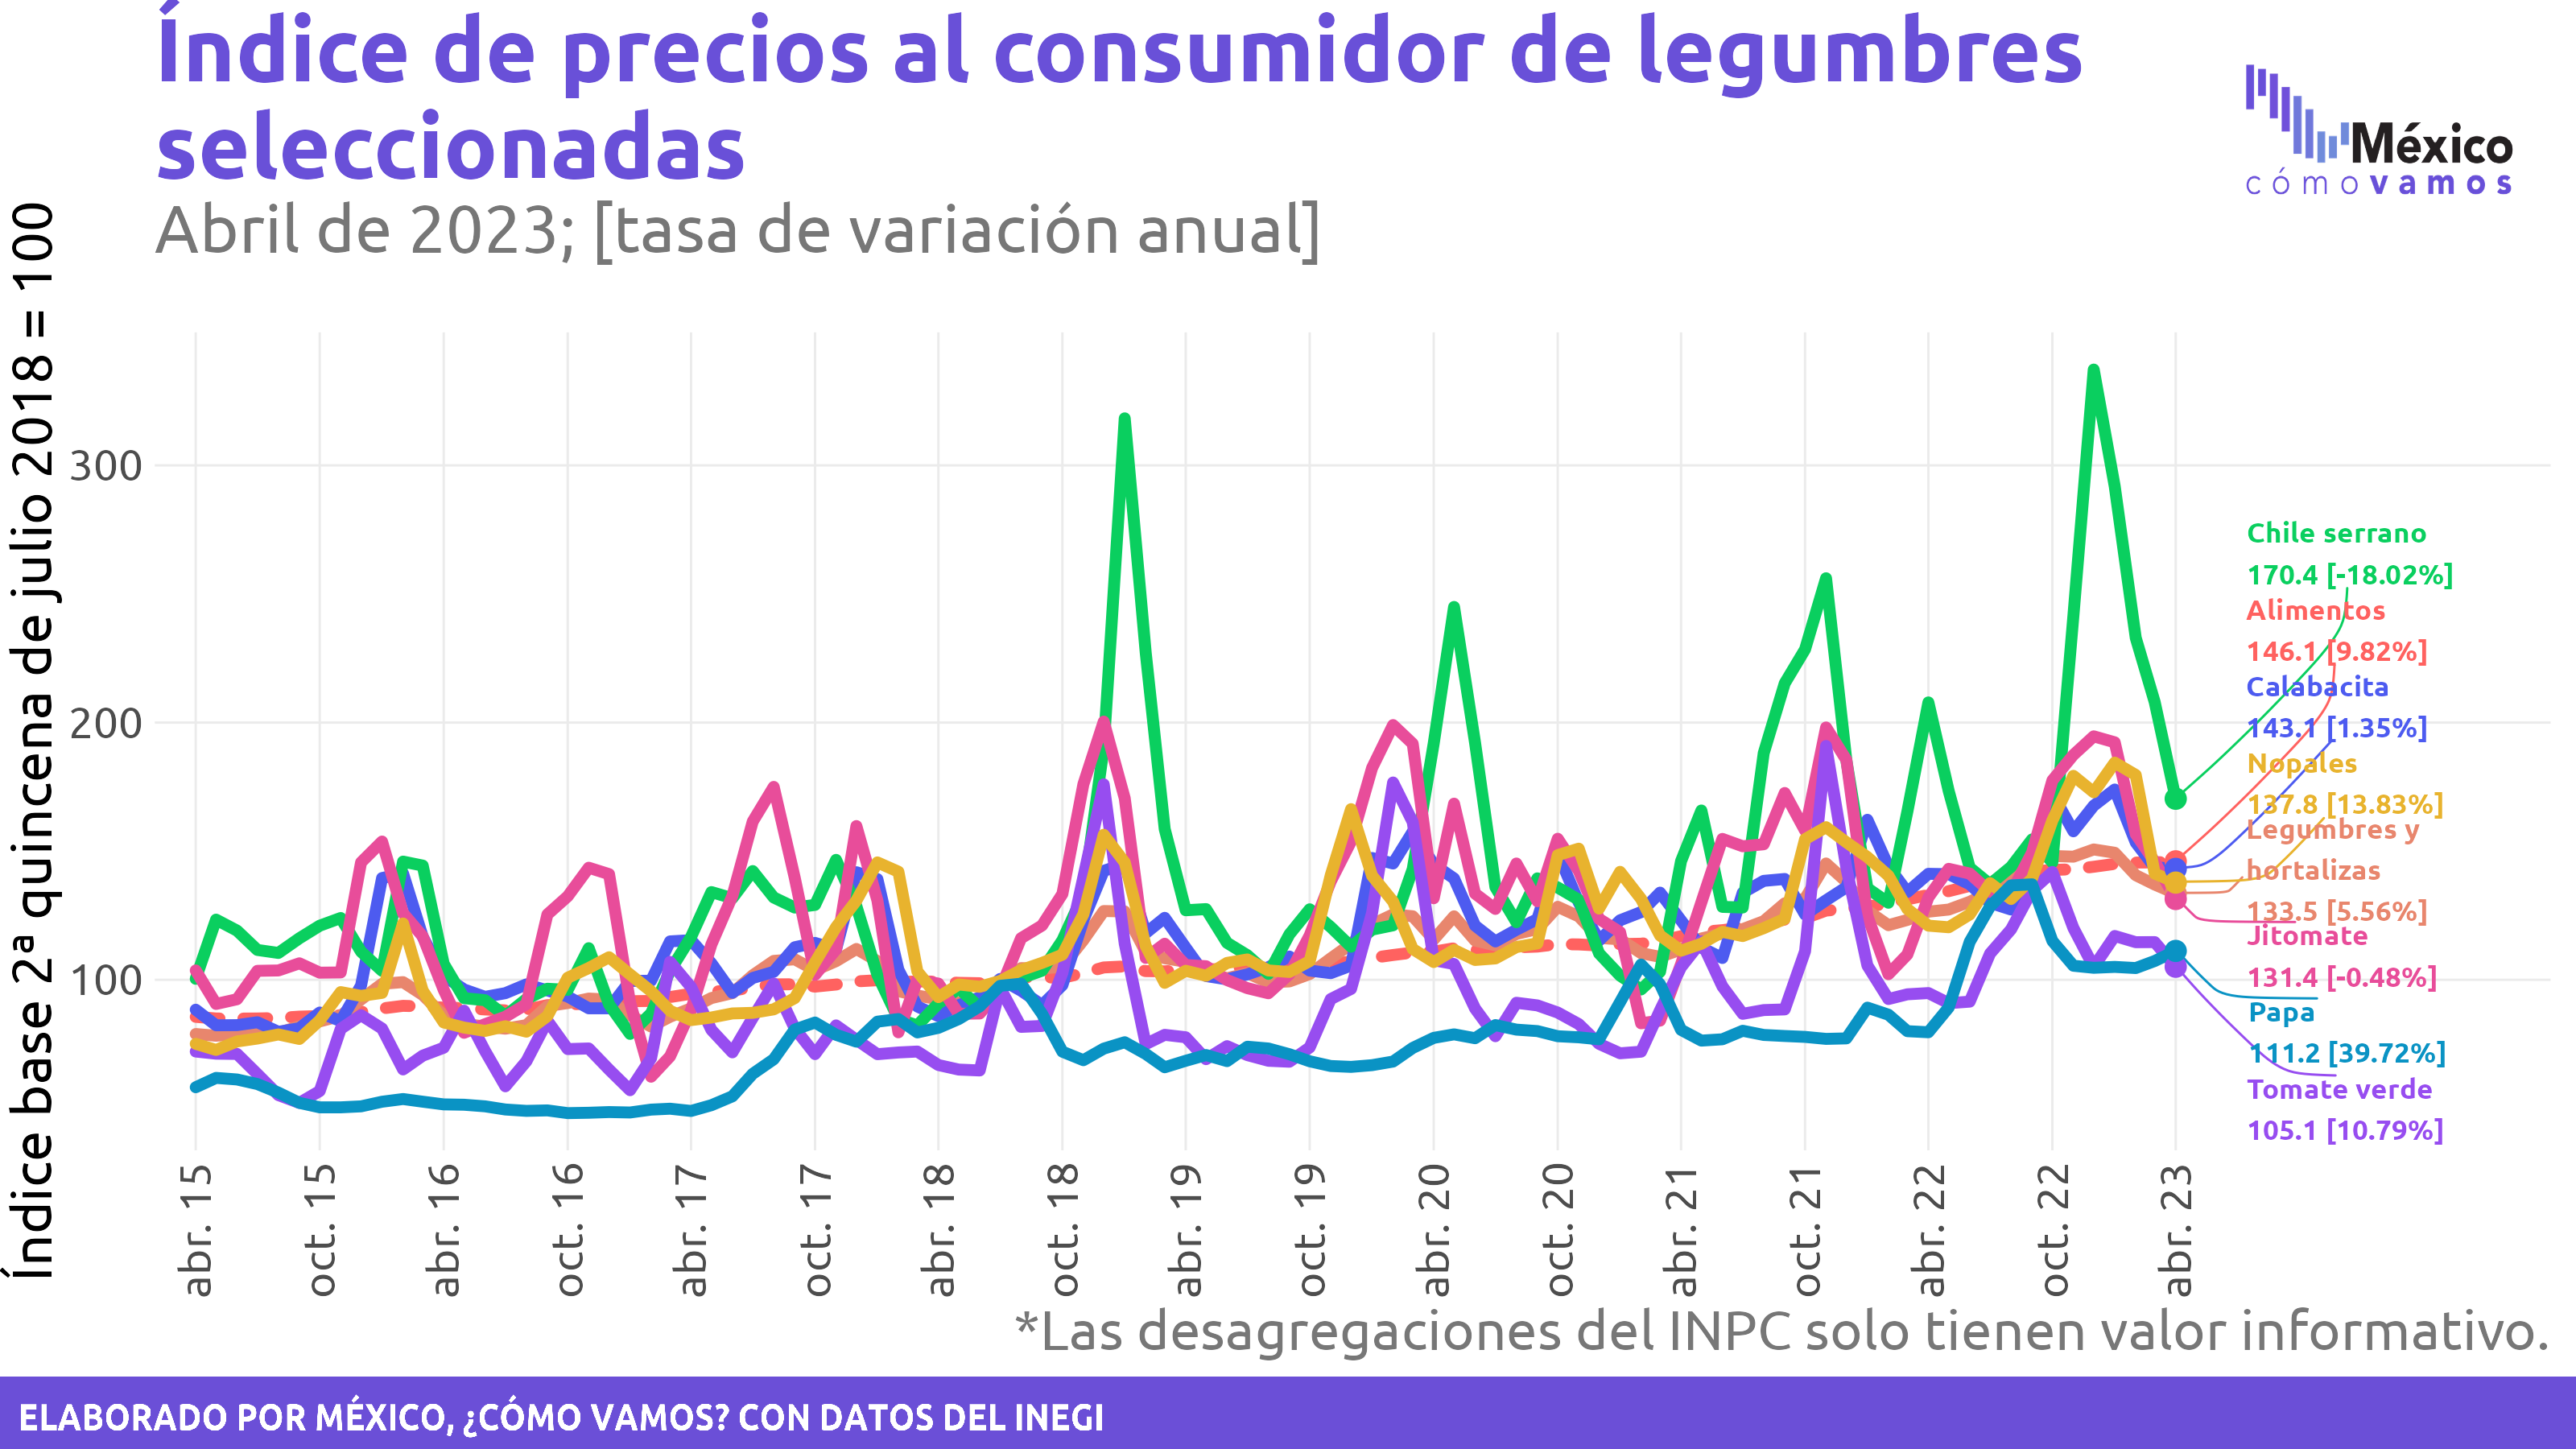 Índice de precios al consumidor de legumbres
seleccionadas
Abril de 2023; [tasa de variación anual]
México
cómo vamos
Índice base 2ª quincena de julio 2018 = 100
300
200
100
Chile serrano
170.4 [-18.02%]
Alimentos
146.1 [9.82%]
Calabacita
143.1 [1.35%]
Nopales
137.8 [13.83%]
Legumbres y
hortalizas
133.5 [5.56%]
Jitomate
131.4 [-0.48%]
Papa
111.2 [39.72%]
Tomate verde
105.1 [10.79%]
abr. 15
oct. 15
abr. 16
oct. 16
abr. 17
oct. 17
abr. 18
oct. 18
abr. 19
oct. 19
abr. 20
oct. 20
abr. 21
oct. 21
abr. 22
oct. 22
abr. 23
*Las desagregaciones del INPC solo tienen valor informativo.
ELABORADO POR MÉXICO, ¿CÓMO VAMOS? CON DATOS DEL INEGI